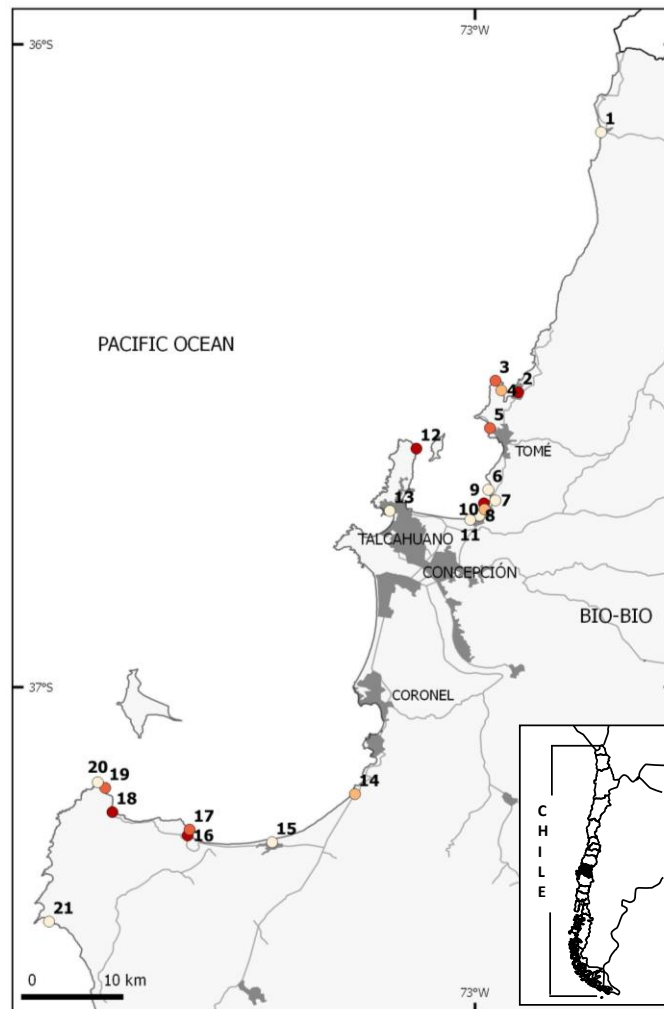 73°W
36°S
1
PACIFIC OCEAN
3
2
4
5
12
TOMÉ
6
9
7
13
10
8
11
TALCAHUANO
CONCEPCIÓN
BIO-BIO
37°S
CORONEL
20
19
14
18
17
16
15
21
C
H
I
L
E
0 10 km
73°W